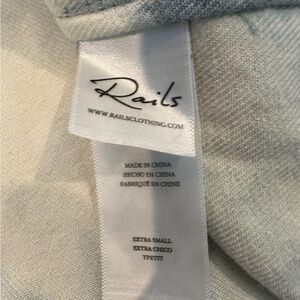 Rails
WWW.RAILSCLOTHING.COM
MADE IN CHINA
HECHO EN CHINA
FABRIQUÉ EN CHINE
EXTRA SMALL
EXTRA CHICO
TPETIT